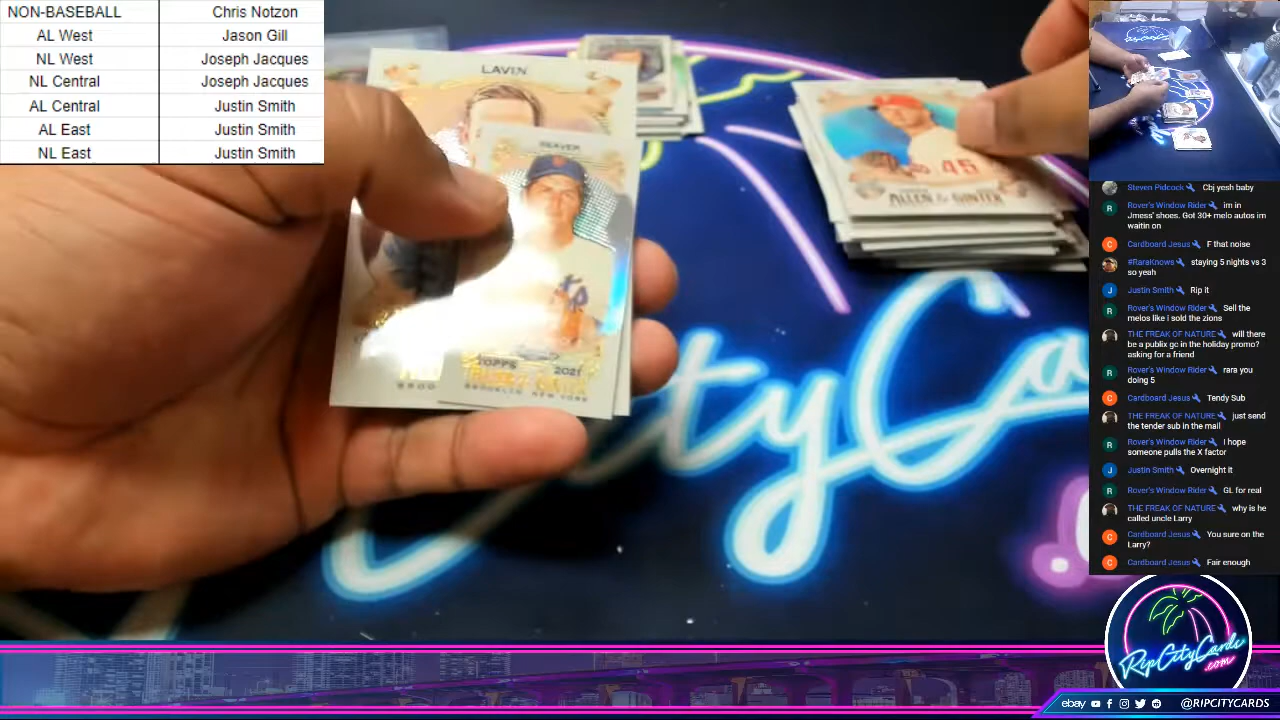 NON-BASEBALL Chris Notzon
AL West Jason Gill
NL West Joseph Jacques
NL Central Joseph Jacques
AL Central Justin Smith
AL East Justin Smith
NL East Justin Smith
LAVIN
SEAVER
45
ALLEN & GINTER
TOPPS 2021
BROOKLYN NEW YORK
ityCa
Steven Pidcock Cbj yesh baby
Rover's Window Rider im in
Jmess' shoes. Got 30+ melo autos im
waitin on
Cardboard Jesus F that noise
#RaraKnows staying 5 nights vs 3
so yeah
Justin Smith Rip it
Rover's Window Rider Sell the
melos like i sold the zions
THE FREAK OF NATURE will there
be a publix gc in the holiday promo?
asking for a friend
Rover's Window Rider rara you
doing 5
Cardboard Jesus Tendy Sub
THE FREAK OF NATURE just send
the tender sub in the mail
Rover's Window Rider I hope
someone pulls the X factor
Justin Smith Overnight it
Rover's Window Rider GL for real
THE FREAK OF NATURE why is he
called uncle Larry
Cardboard Jesus You sure on the
Larry?
Cardboard Jesus Fair enough
RipCityCards
.com
ebay @RIPCITYCARDS